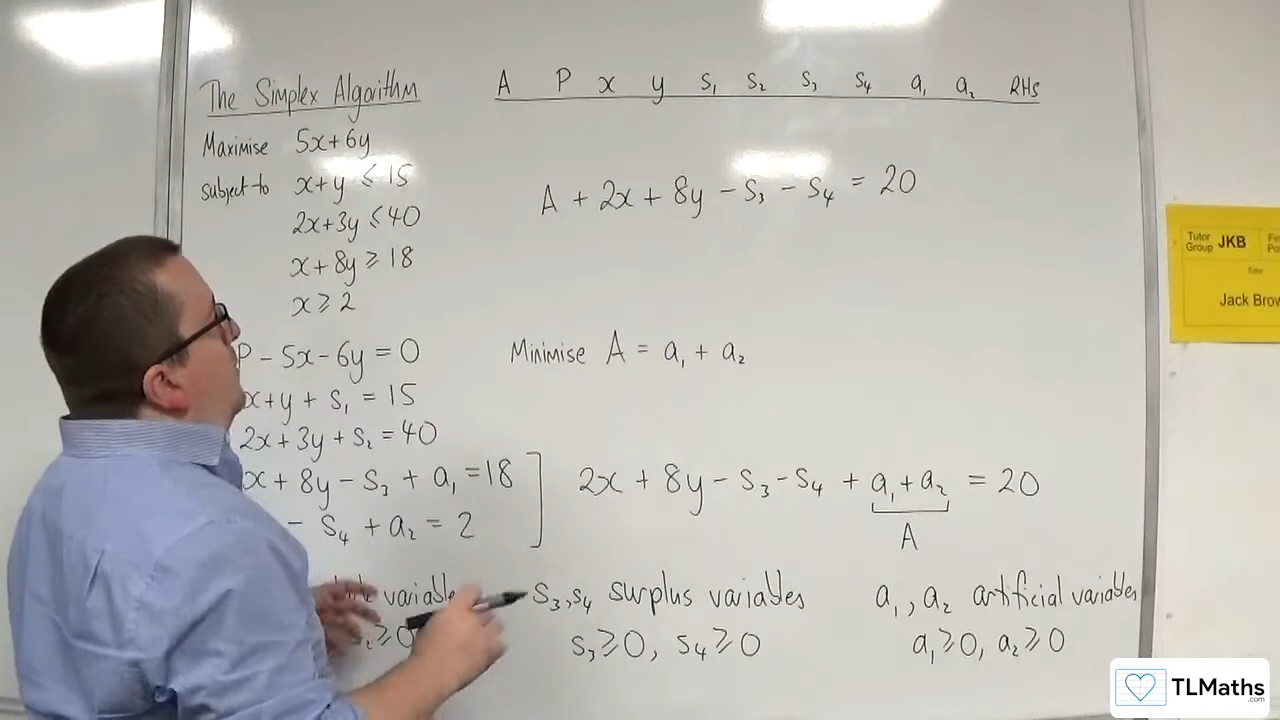 The Simplex Algorithm
Maximise 5x+6y
subject to x+y ≤ 15
2x+3y ≤ 40
x+8y ≥ 18
x ≥ 2
P - 5x - 6y = 0
x+y + s₁ = 15
2x+3y + s₂ = 40
x + 8y - s₃ + a₁ = 18
- s₄ + a₂ = 2
variable
s₂ ≥ 0
A P x y s₁ s₂ s₃ s₄ a₁ a₂ RHS
A + 2x + 8y - s₃ - s₄ = 20
Minimise A = a₁ + a₂
2x + 8y - s₃ - s₄ + a₁ + a₂ = 20
A
s₃, s₄ surplus variables
s₃ ≥ 0, s₄ ≥ 0
a₁, a₂ artificial variables
a₁ ≥ 0, a₂ ≥ 0
Tutor Group JKB
Jack Brow
TLMaths
.com